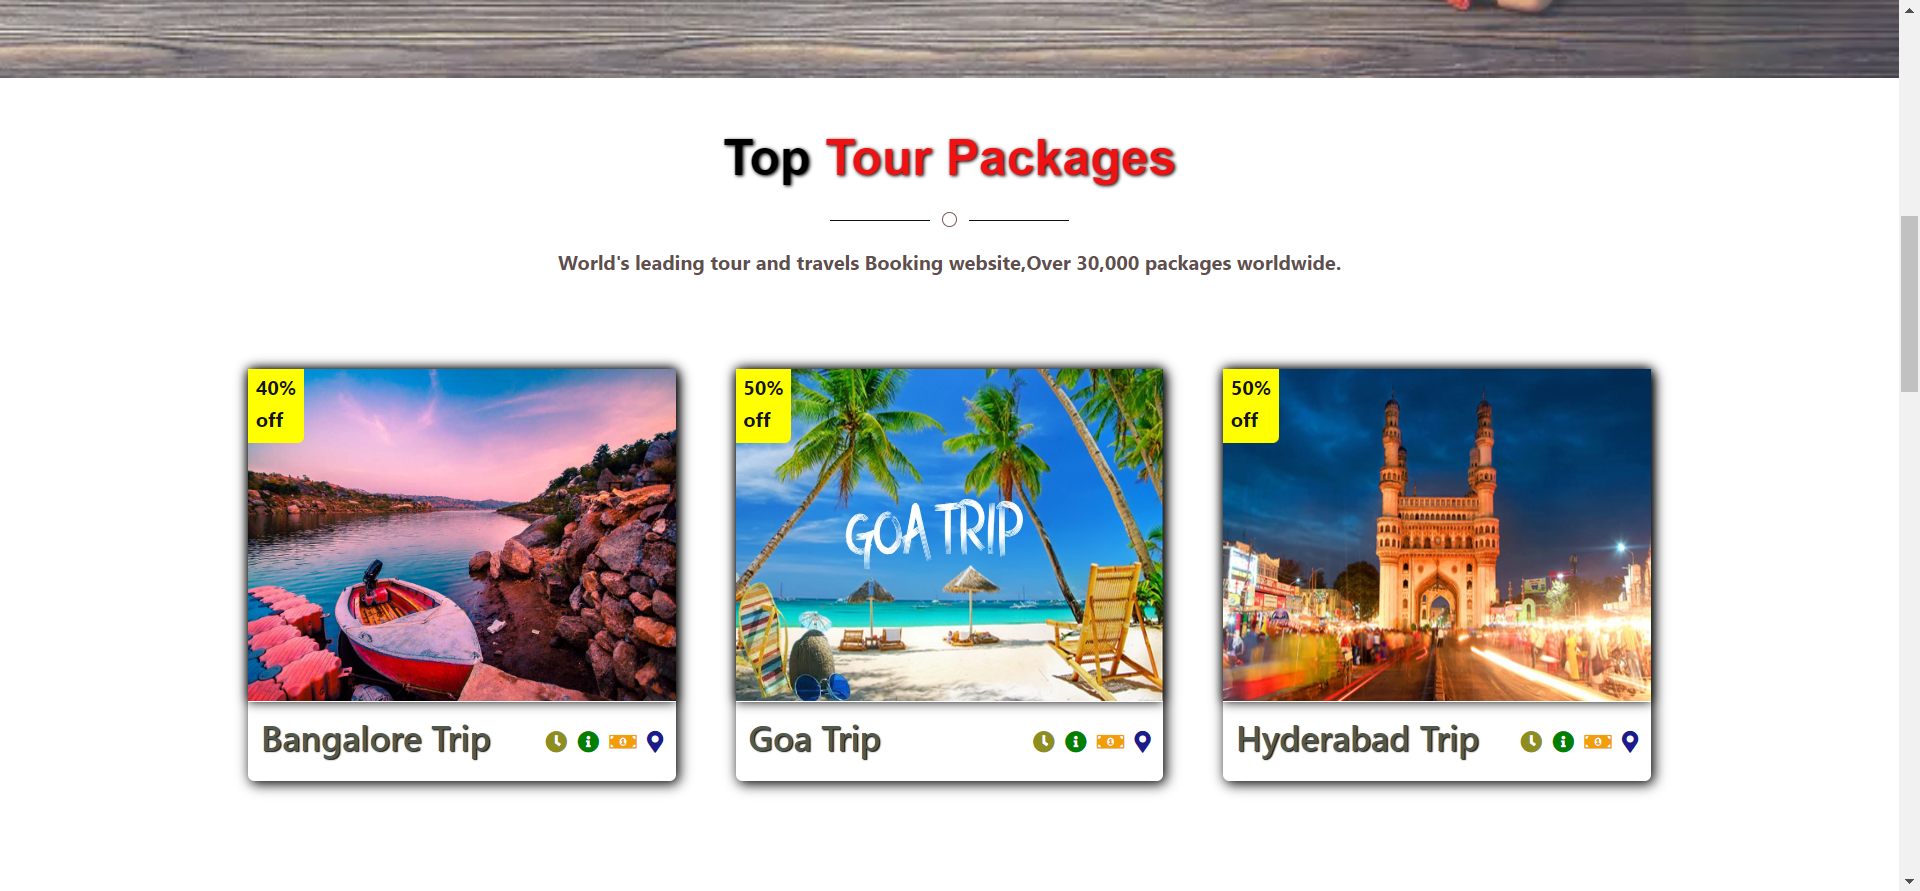 Top Tour Packages
World's leading tour and travels Booking website,Over 30,000 packages worldwide.
40%
off
50%
off
50%
off
GOA TRIP
Bangalore Trip
Goa Trip
Hyderabad Trip